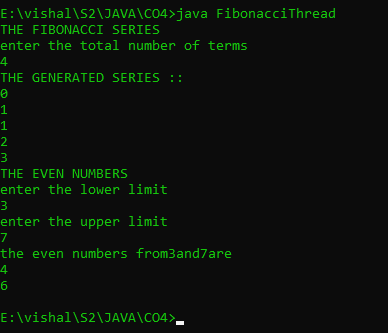 E:\vishal\S2\JAVA\CO4>java FibonacciThread
THE FIBONACCI SERIES
enter the total number of terms
4
THE GENERATED SERIES ::
0
1
1
2
3
THE EVEN NUMBERS
enter the lower limit
3
enter the upper limit
7
the even numbers from3and7are
4
6
E:\vishal\S2\JAVA\CO4>